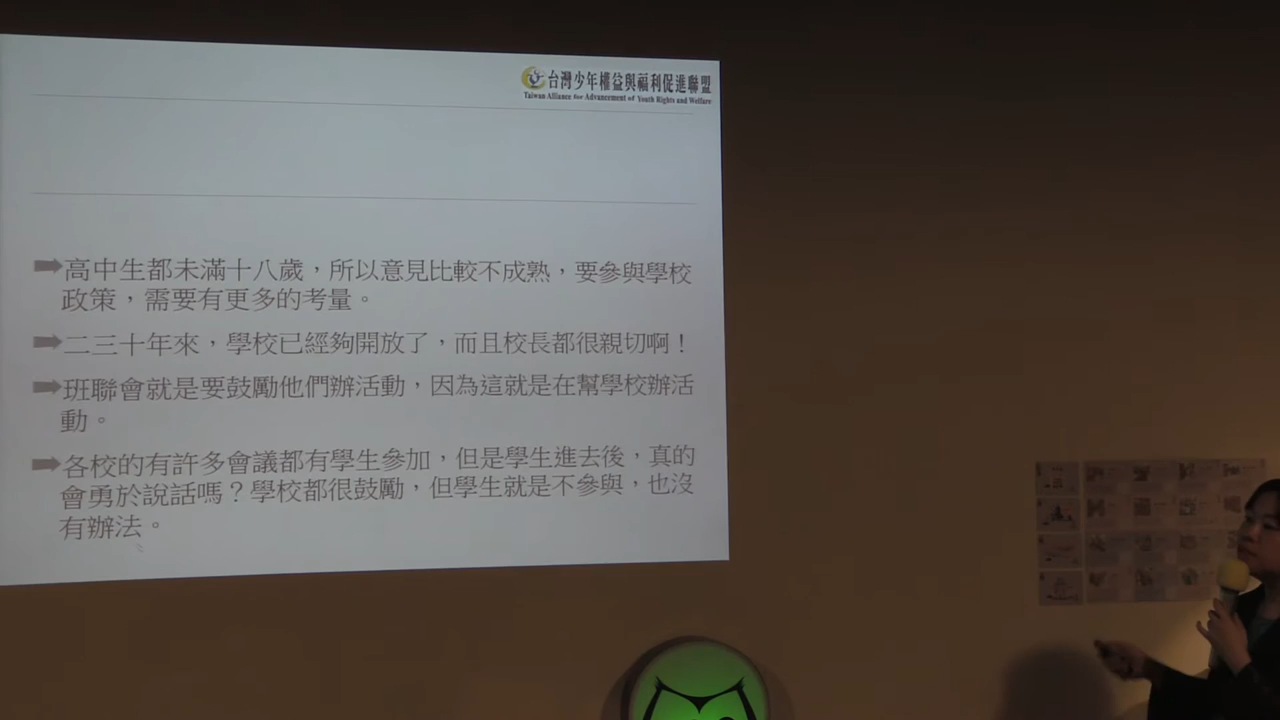 台灣少年權益與福利促進聯盟
Taiwan Alliance for Advancement of Youth Rights and Welfare
高中生都未滿十八歲，所以意見比較不成熟，要參與學校
政策，需要有更多的考量。
二三十年來，學校已經夠開放了，而且校長都很親切啊！
班聯會就是要鼓勵他們辦活動，因為這就是在幫學校辦活
動。
各校的有許多會議都有學生參加，但是學生進去後，真的
會勇於說話嗎？學校都很鼓勵，但學生就是不參與，也沒
有辦法。